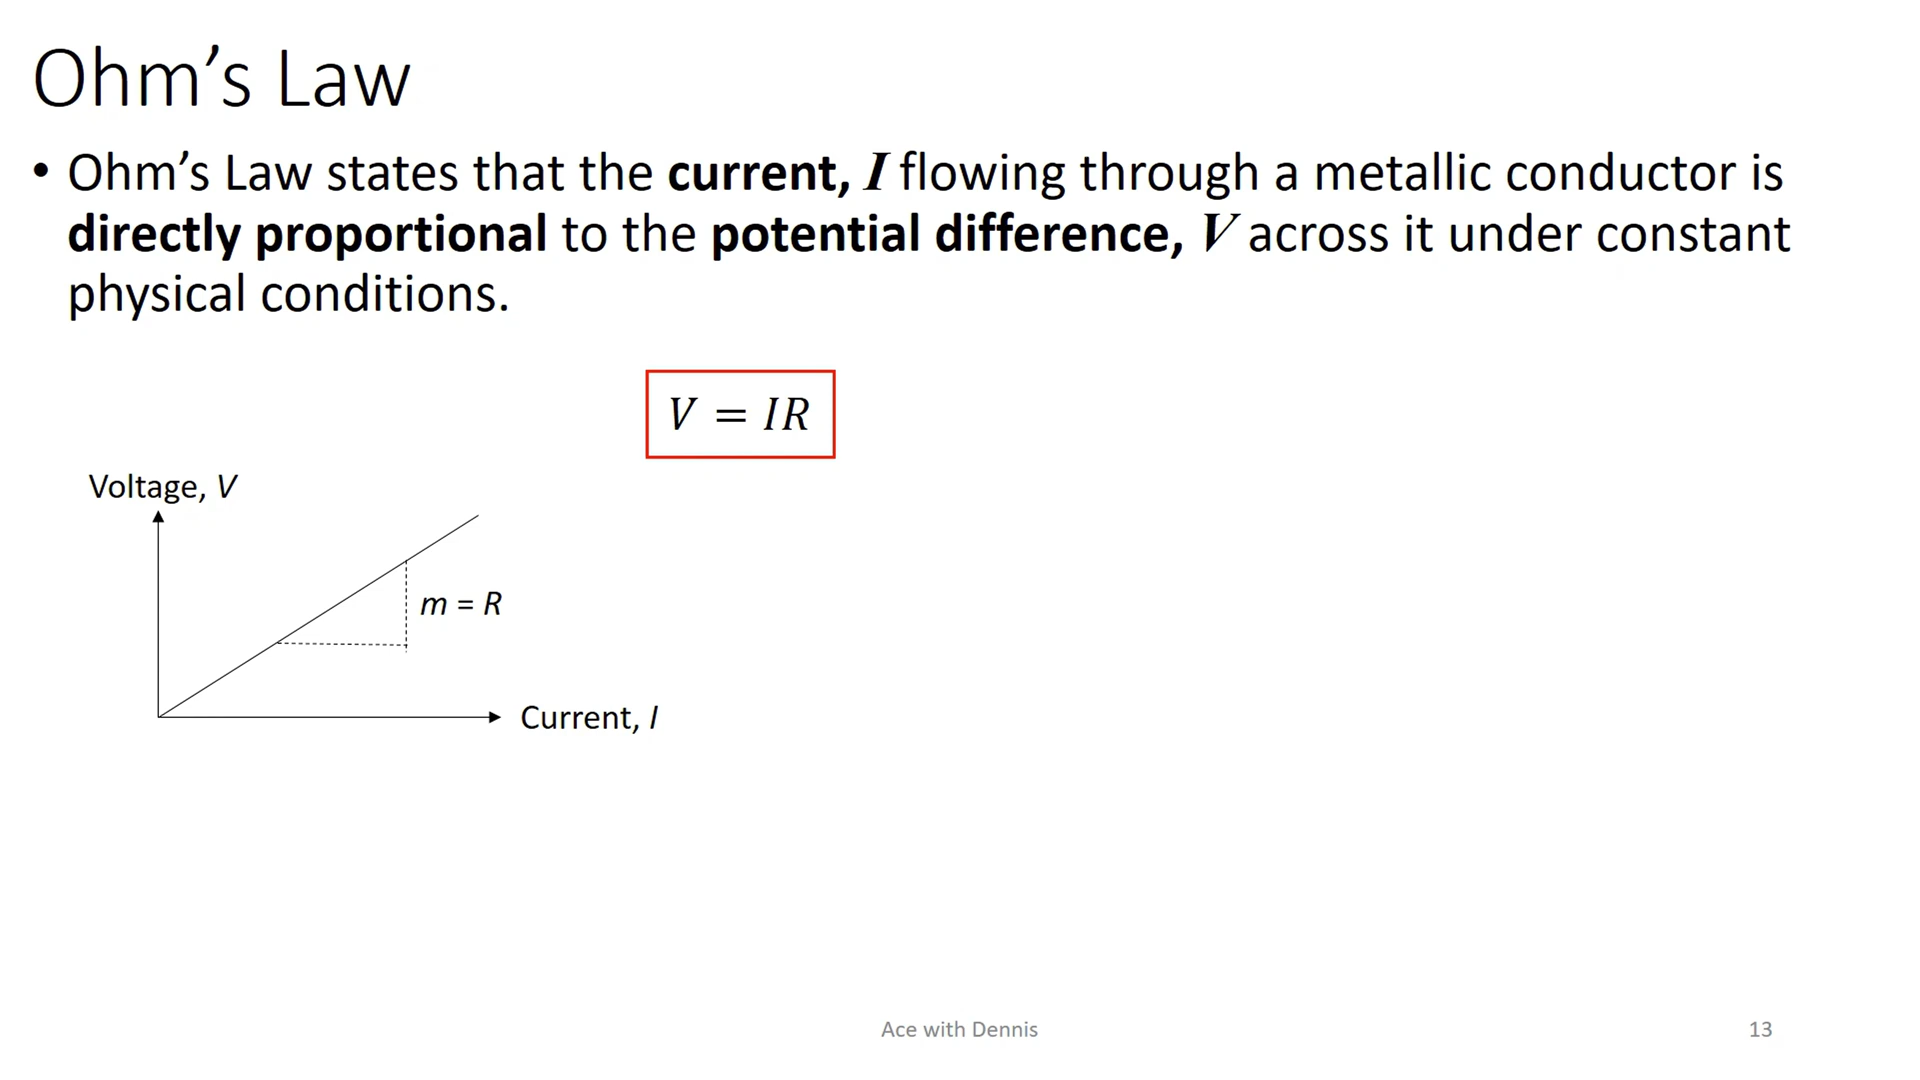 Ohm’s Law
• Ohm’s Law states that the current, I flowing through a metallic conductor is
directly proportional to the potential difference, V across it under constant
physical conditions.
V = IR
Voltage, V
m = R
Current, I
Ace with Dennis
13